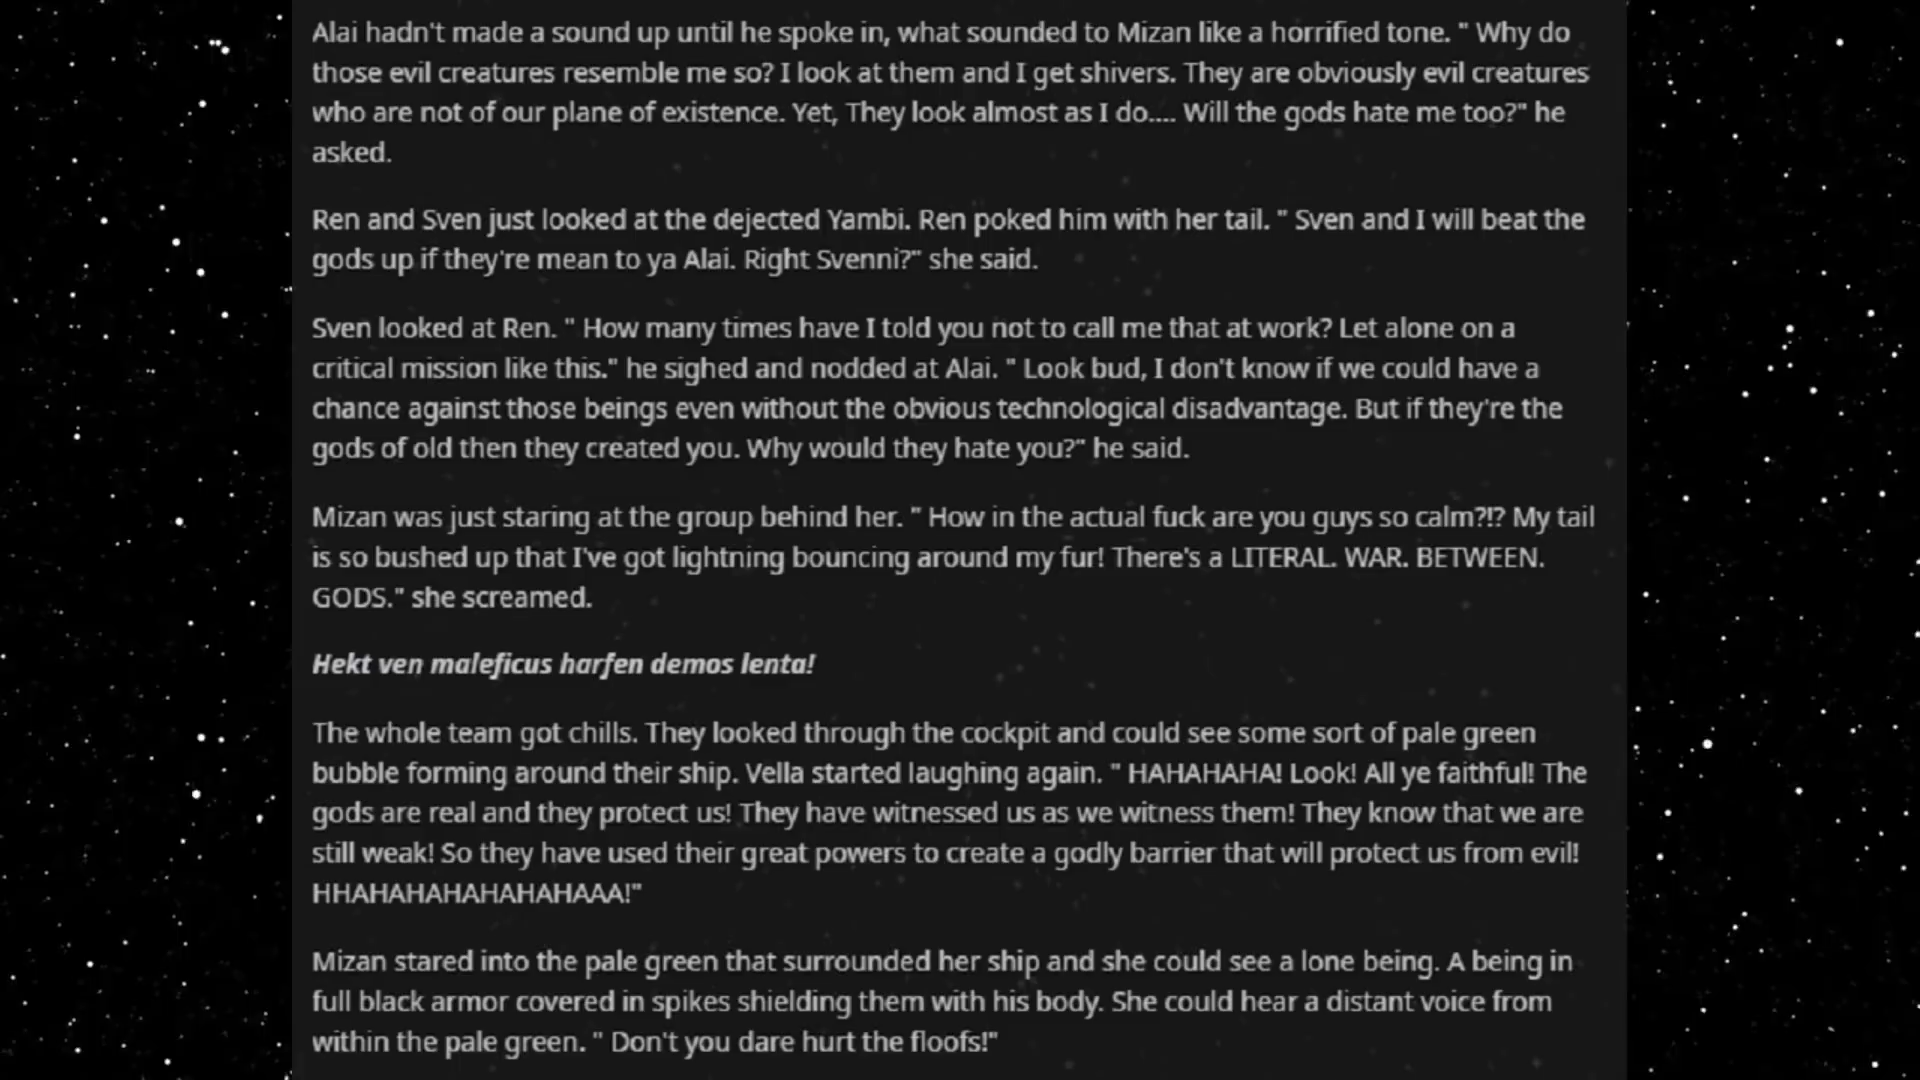 Alai hadn't made a sound up until he spoke in, what sounded to Mizan like a horrified tone. " Why do
those evil creatures resemble me so? I look at them and I get shivers. They are obviously evil creatures
who are not of our plane of existence. Yet, They look almost as I do.... Will the gods hate me too?" he
asked.
Ren and Sven just looked at the dejected Yambi. Ren poked him with her tail. " Sven and I will beat the
gods up if they're mean to ya Alai. Right Svenni?" she said.
Sven looked at Ren. " How many times have I told you not to call me that at work? Let alone on a
critical mission like this." he sighed and nodded at Alai. " Look bud, I don't know if we could have a
chance against those beings even without the obvious technological disadvantage. But if they're the
gods of old then they created you. Why would they hate you?" he said.
Mizan was just staring at the group behind her. " How in the actual fuck are you guys so calm?!? My tail
is so bushed up that I've got lightning bouncing around my fur! There's a LITERAL. WAR. BETWEEN.
GODS." she screamed.
Hekt ven maleficus harfen demos lenta!
The whole team got chills. They looked through the cockpit and could see some sort of pale green
bubble forming around their ship. Vella started laughing again. " HAHAHAHA! Look! All ye faithful! The
gods are real and they protect us! They have witnessed us as we witness them! They know that we are
still weak! So they have used their great powers to create a godly barrier that will protect us from evil!
HHAHAHAHAHAHAHAAA!"
Mizan stared into the pale green that surrounded her ship and she could see a lone being. A being in
full black armor covered in spikes shielding them with his body. She could hear a distant voice from
within the pale green. " Don't you dare hurt the floofs!"